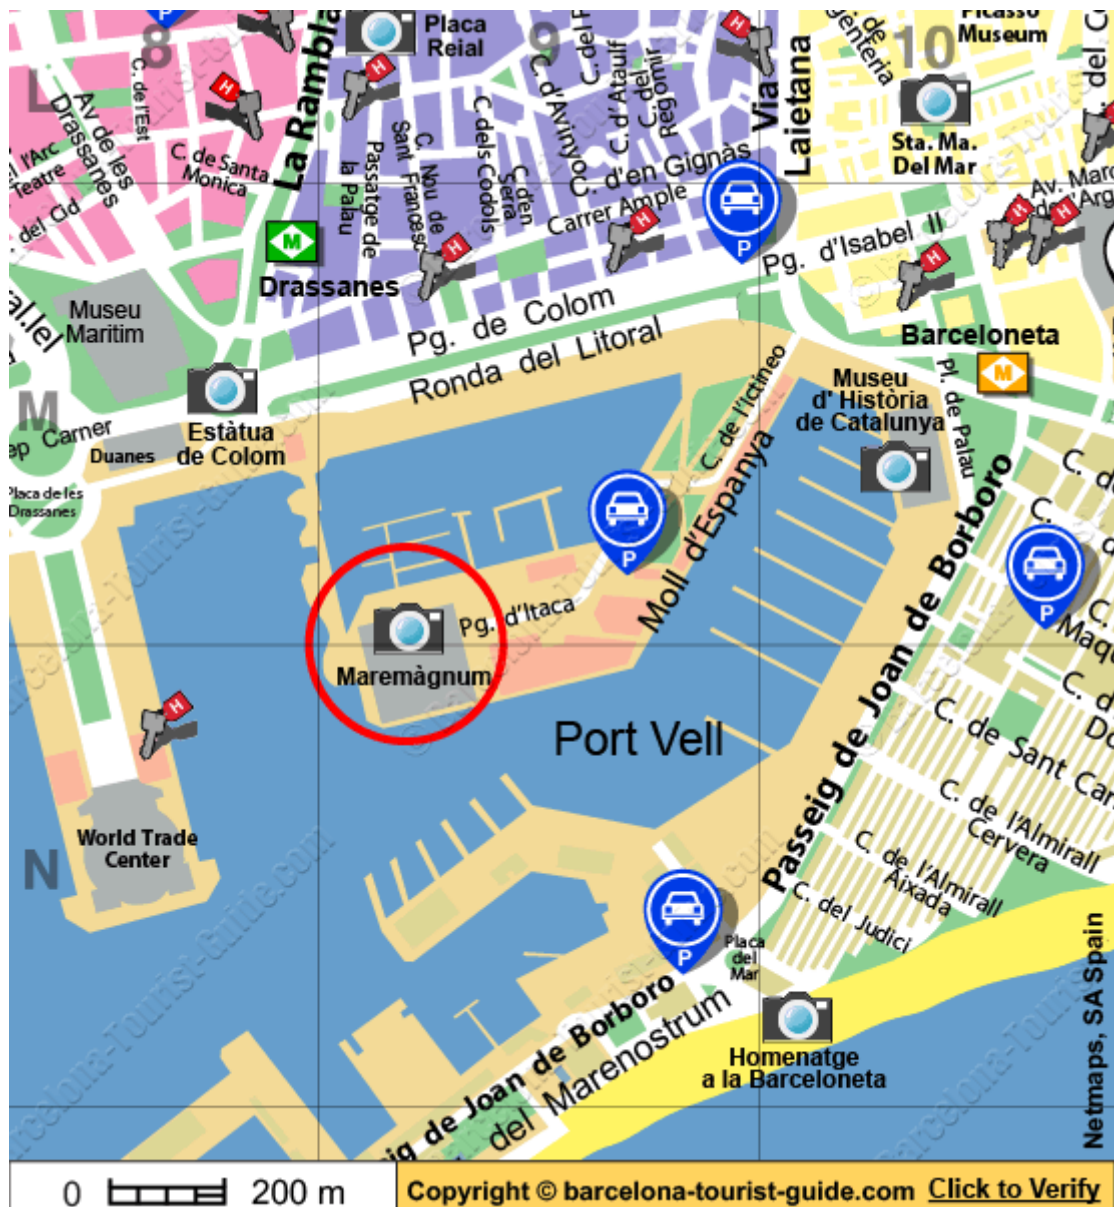 8
9
10
L
M
N
Placa
Reial
Picasso
Museum
La Rambla
Via
Laietana
C. de l'Est
Av de les
Drassanes
l'Arc
Teatre
C. de Santa
Monica
del Cid
Passatge de
la Palau
C. Nou de
Sant Francesc
C.dels Codols
C.d'en
Serra
C. d'Avinyo
C. d'Ataulf
C.del
Regomir
C. d'en Gignàs
Carrer Ample
Sta. Ma.
Del Mar
Pg. d'Isabel II
Drassanes
Museu
Maritim
Pg. de Colom
Ronda del Litoral
Barceloneta
Pl. de Palau
Museu
d' Història
de Catalunya
Estàtua
de Colom
Duanes
Placa de les
Drassanes
C. de l'Ictineo
Moll d'Espanya
Pg. d'Itaca
Maremàgnum
Port Vell
Passeig de Joan de Borboro
World Trade
Center
C. de Sant Car
C. de l'Almirall
Cervera
C. de l'Almirall
Aixada
C. del Judici
Placa
del
Mar
Homenatge
a la Barceloneta
ig de Joan de Borboro
del Marenostrum
Netmaps, SA Spain
0 200 m
Copyright © barcelona-tourist-guide.com Click to Verify